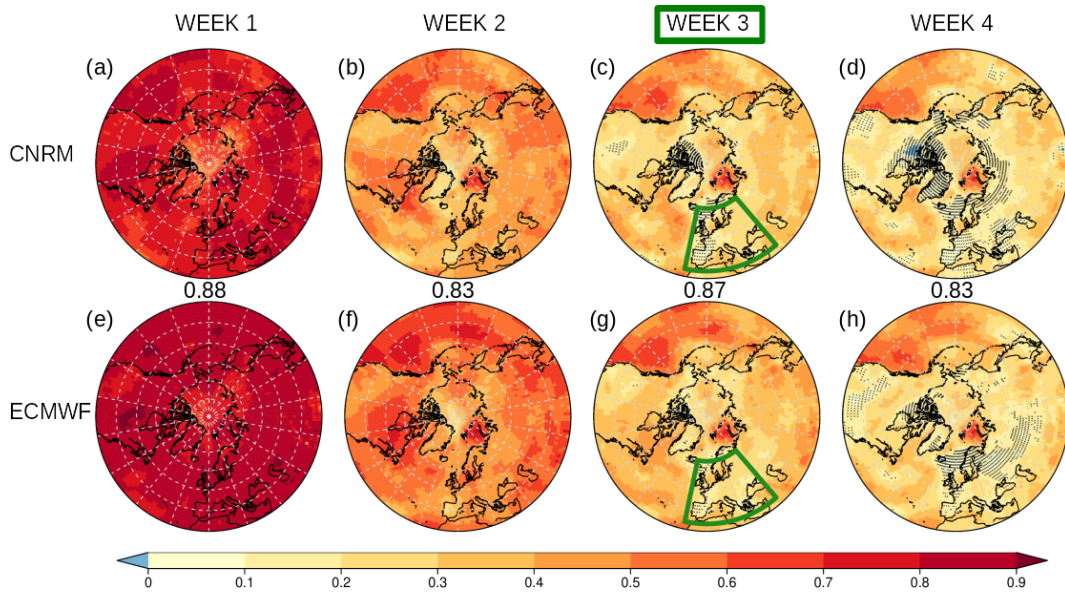 WEEK 1 WEEK 2 WEEK 3 WEEK 4
(a) (b) (c) (d)
CNRM
0.88 0.83 0.87 0.83
(e) (f) (g) (h)
ECMWF
0 0.1 0.2 0.3 0.4 0.5 0.6 0.7 0.8 0.9